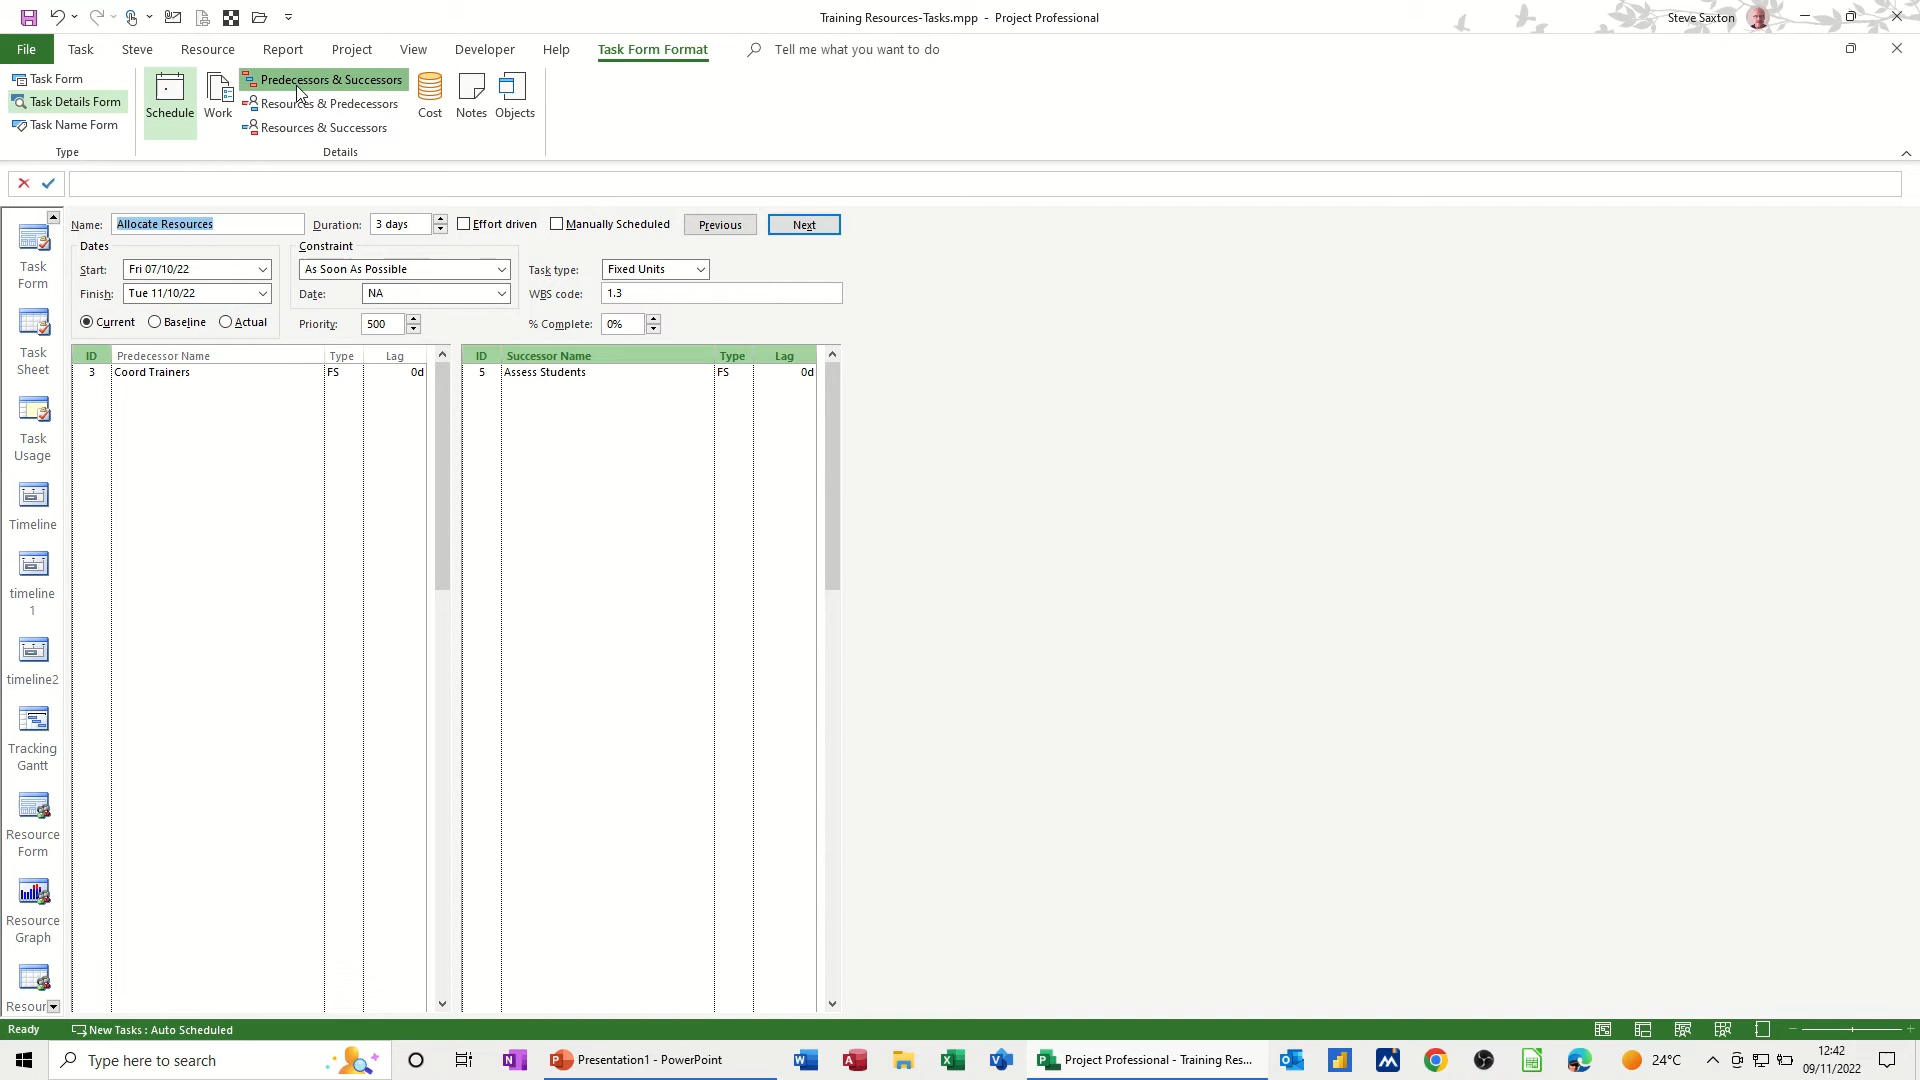 Training Resources-Tasks.mpp - Project Professional
Steve Saxton
File Task Steve Resource Report Project View Developer Help Task Form Format Tell me what you want to do
Task Form
Task Details Form
Task Name Form
Type
Schedule
Work
Predecessors & Successors
Resources & Predecessors
Resources & Successors
Cost
Notes
Objects
Details
Name: Allocate Resources Duration: 3 days Effort driven Manually Scheduled Previous Next
Dates Constraint
Start: Fri 07/10/22 As Soon As Possible Task type: Fixed Units
Finish: Tue 11/10/22 Date: NA WBS code: 1.3
Current Baseline Actual Priority: 500 % Complete: 0%
ID Predecessor Name Type Lag ID Successor Name Type Lag
3 Coord Trainers FS 0d 5 Assess Students FS 0d
Task
Form
Task
Sheet
Task
Usage
Timeline
timeline
1
timeline2
Tracking
Gantt
Resource
Form
Resource
Graph
Resour
Ready New Tasks : Auto Scheduled
Type here to search
Presentation1 - PowerPoint
Project Professional - Training Res...
24°C
12:42
09/11/2022